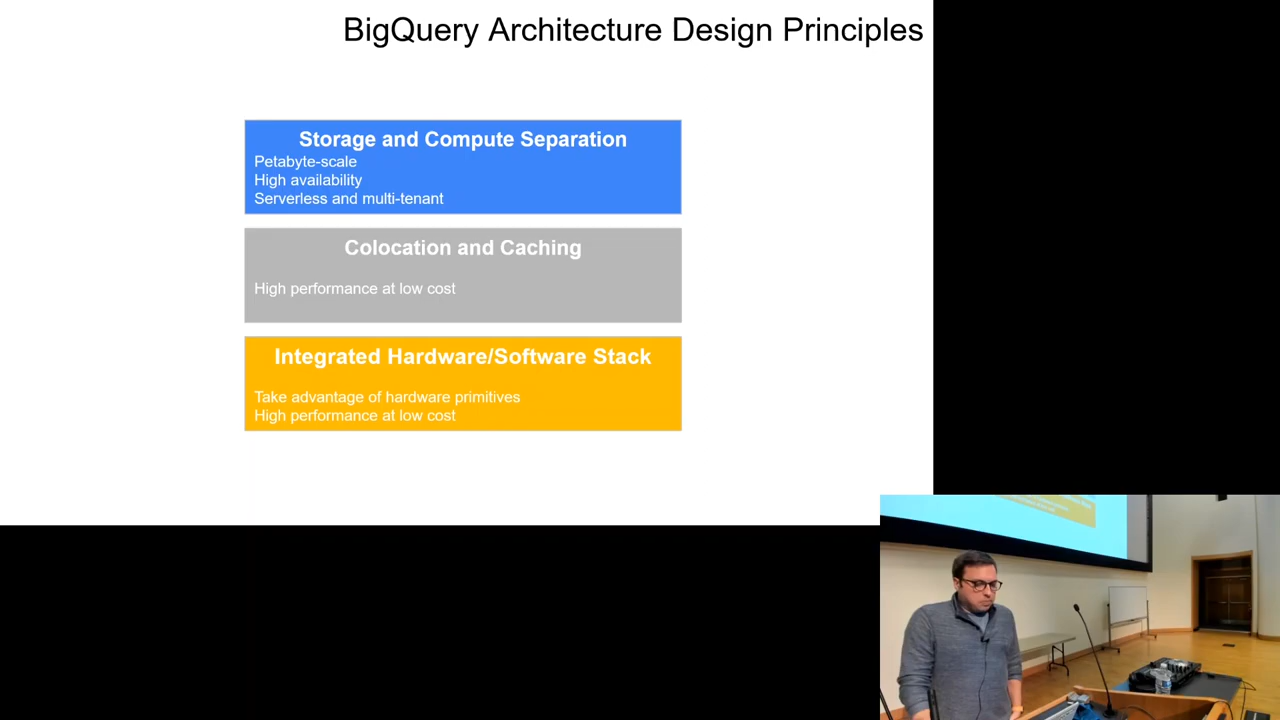 BigQuery Architecture Design Principles
Storage and Compute Separation
Petabyte-scale
High availability
Serverless and multi-tenant
Colocation and Caching
High performance at low cost
Integrated Hardware/Software Stack
Take advantage of hardware primitives
High performance at low cost